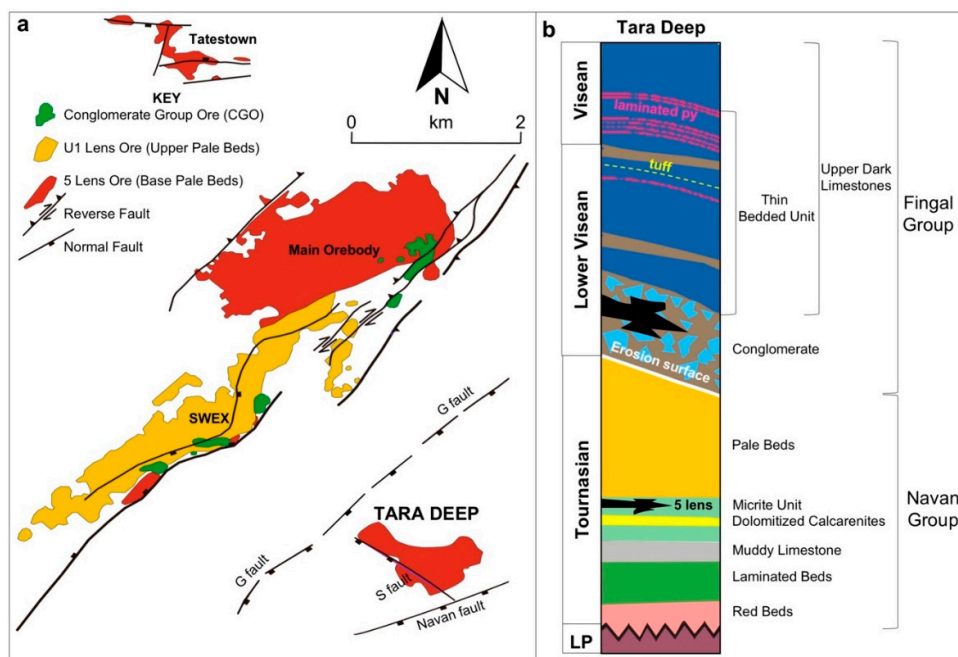 a
Tatestown
KEY
Conglomerate Group Ore (CGO)
U1 Lens Ore (Upper Pale Beds)
5 Lens Ore (Base Pale Beds)
Reverse Fault
Normal Fault
N
0 2
km
Main Orebody
SWEX
G fault
TARA DEEP
G fault
S fault
Navan fault
b
Tara Deep
Visean
laminated py
tuff
Lower Visean
Thin
Bedded Unit
Upper Dark
Limestones
Fingal
Group
Erosion surface
Conglomerate
Tournasian
Pale Beds
5 lens
Micrite Unit
Dolomitized Calcarenites
Muddy Limestone
Laminated Beds
Red Beds
Navan
Group
LP